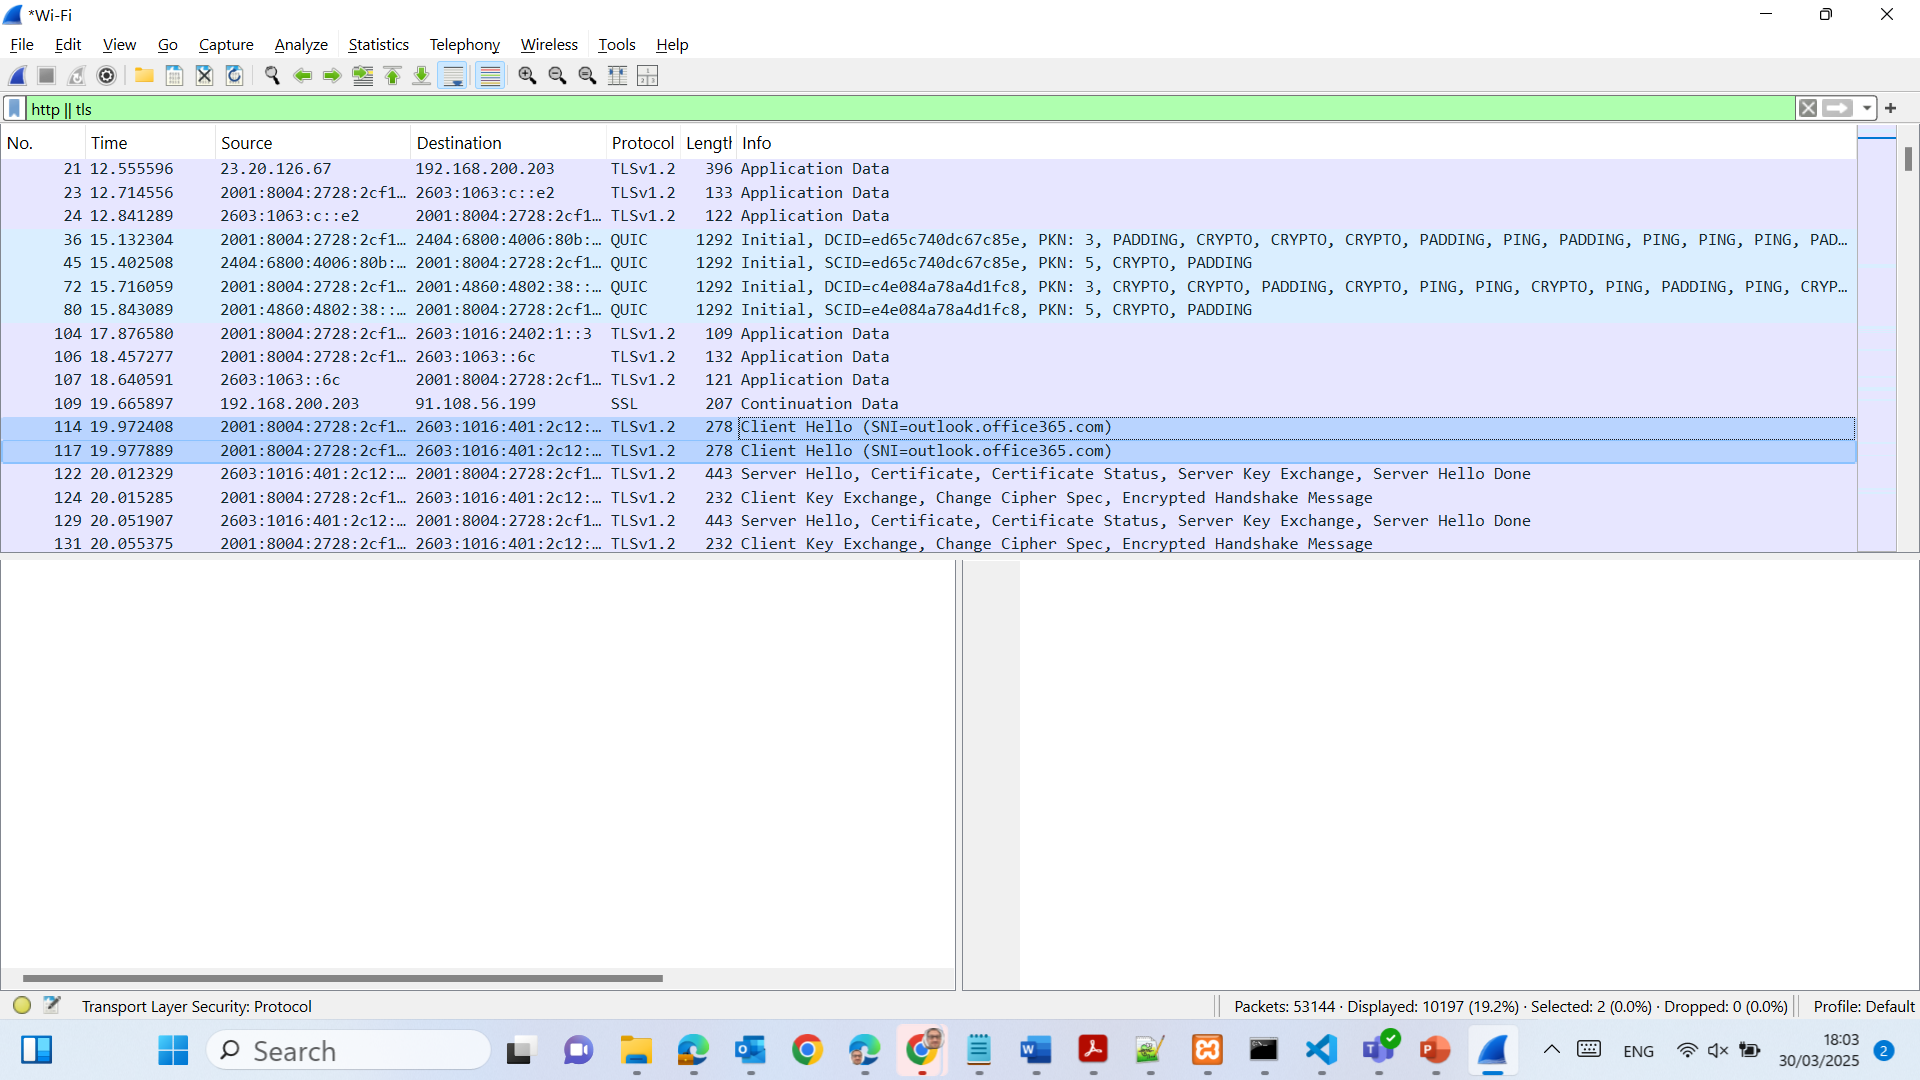 *Wi-Fi
File Edit View Go Capture Analyze Statistics Telephony Wireless Tools Help
http || tls
No. Time Source Destination Protocol Length Info
21 12.555596 23.20.126.67 192.168.200.203 TLSv1.2 396 Application Data
23 12.714556 2001:8004:2728:2cf1… 2603:1063:c::e2 TLSv1.2 133 Application Data
24 12.841289 2603:1063:c::e2 2001:8004:2728:2cf1… TLSv1.2 122 Application Data
36 15.132304 2001:8004:2728:2cf1… 2404:6800:4006:80b:… QUIC 1292 Initial, DCID=ed65c740dc67c85e, PKN: 3, PADDING, CRYPTO, CRYPTO, CRYPTO, PADDING, PING, PADDING, PING, PING, PING, PAD…
45 15.402508 2404:6800:4006:80b:… 2001:8004:2728:2cf1… QUIC 1292 Initial, SCID=ed65c740dc67c85e, PKN: 5, CRYPTO, PADDING
72 15.716059 2001:8004:2728:2cf1… 2001:4860:4802:38::… QUIC 1292 Initial, DCID=c4e084a78a4d1fc8, PKN: 3, CRYPTO, CRYPTO, PADDING, CRYPTO, PING, PING, CRYPTO, PING, PADDING, PING, CRYP…
80 15.843089 2001:4860:4802:38::… 2001:8004:2728:2cf1… QUIC 1292 Initial, SCID=e4e084a78a4d1fc8, PKN: 5, CRYPTO, PADDING
104 17.876580 2001:8004:2728:2cf1… 2603:1016:2402:1::3 TLSv1.2 109 Application Data
106 18.457277 2001:8004:2728:2cf1… 2603:1063::6c TLSv1.2 132 Application Data
107 18.640591 2603:1063::6c 2001:8004:2728:2cf1… TLSv1.2 121 Application Data
109 19.665897 192.168.200.203 91.108.56.199 SSL 207 Continuation Data
114 19.972408 2001:8004:2728:2cf1… 2603:1016:401:2c12:… TLSv1.2 278 Client Hello (SNI=outlook.office365.com)
117 19.977889 2001:8004:2728:2cf1… 2603:1016:401:2c12:… TLSv1.2 278 Client Hello (SNI=outlook.office365.com)
122 20.012329 2603:1016:401:2c12:… 2001:8004:2728:2cf1… TLSv1.2 443 Server Hello, Certificate, Certificate Status, Server Key Exchange, Server Hello Done
124 20.015285 2001:8004:2728:2cf1… 2603:1016:401:2c12:… TLSv1.2 232 Client Key Exchange, Change Cipher Spec, Encrypted Handshake Message
129 20.051907 2603:1016:401:2c12:… 2001:8004:2728:2cf1… TLSv1.2 443 Server Hello, Certificate, Certificate Status, Server Key Exchange, Server Hello Done
131 20.055375 2001:8004:2728:2cf1… 2603:1016:401:2c12:… TLSv1.2 232 Client Key Exchange, Change Cipher Spec, Encrypted Handshake Message
Transport Layer Security: Protocol
Packets: 53144 · Displayed: 10197 (19.2%) · Selected: 2 (0.0%) · Dropped: 0 (0.0%)
Profile: Default
Search
ENG
18:03
30/03/2025
2